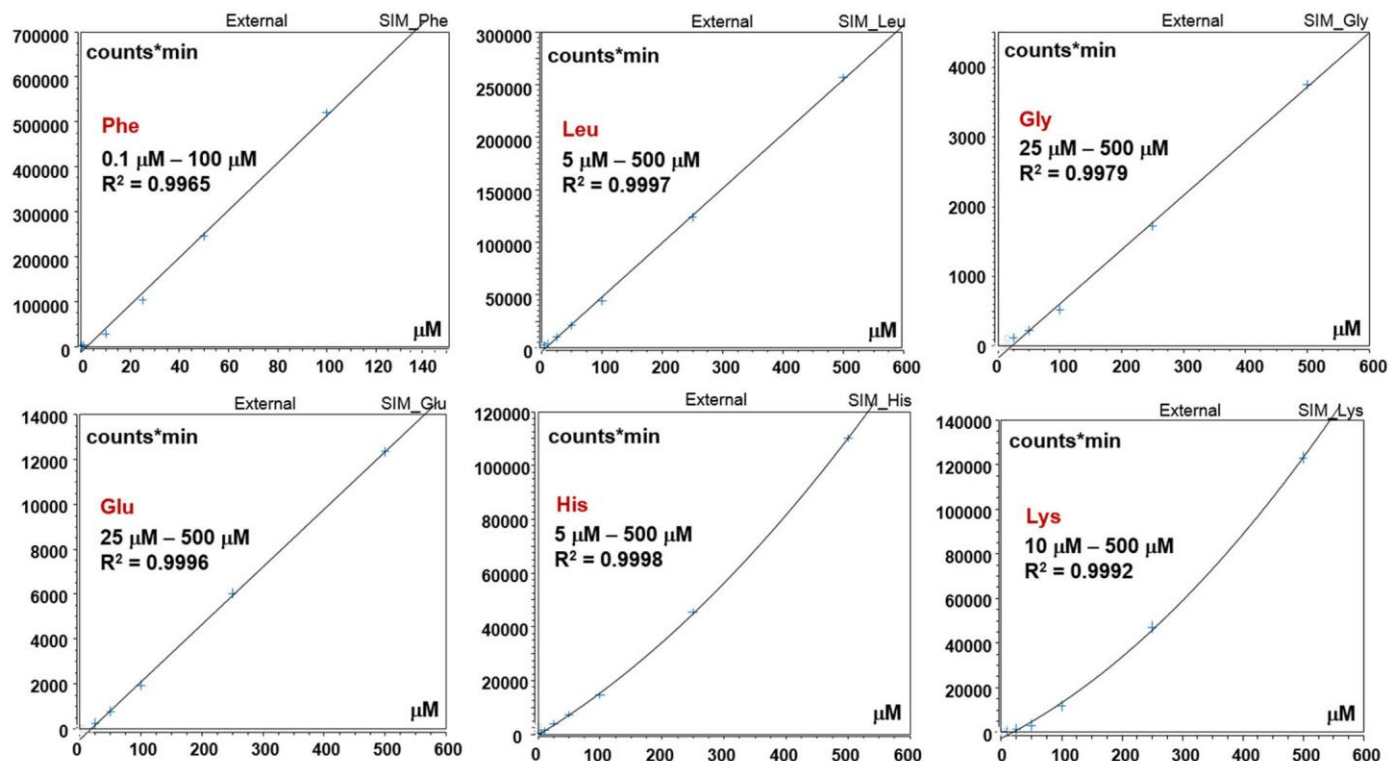 External SIM_Phe
700000
counts*min
600000
Phe
500000
0.1 μM – 100 μM
R² = 0.9965
400000
300000
200000
100000
μM
0
0 20 40 60 80 100 120 140
External SIM_Leu
300000
counts*min
250000
Leu
200000
5 μM – 500 μM
R² = 0.9997
150000
100000
50000
μM
0
0 100 200 300 400 500 600
External SIM_Gly
counts*min
4000
Gly
25 μM – 500 μM
R² = 0.9979
3000
2000
1000
μM
0
0 100 200 300 400 500 600
External SIM_Glu
14000
counts*min
12000
10000
Glu
25 μM – 500 μM
R² = 0.9996
8000
6000
4000
2000
μM
0
0 100 200 300 400 500 600
External SIM_His
120000
counts*min
100000
His
80000
5 μM – 500 μM
R² = 0.9998
60000
40000
20000
μM
0
0 100 200 300 400 500 600
External SIM_Lys
140000
counts*min
120000
100000
Lys
10 μM – 500 μM
R² = 0.9992
80000
60000
40000
20000
μM
0
0 100 200 300 400 500 600